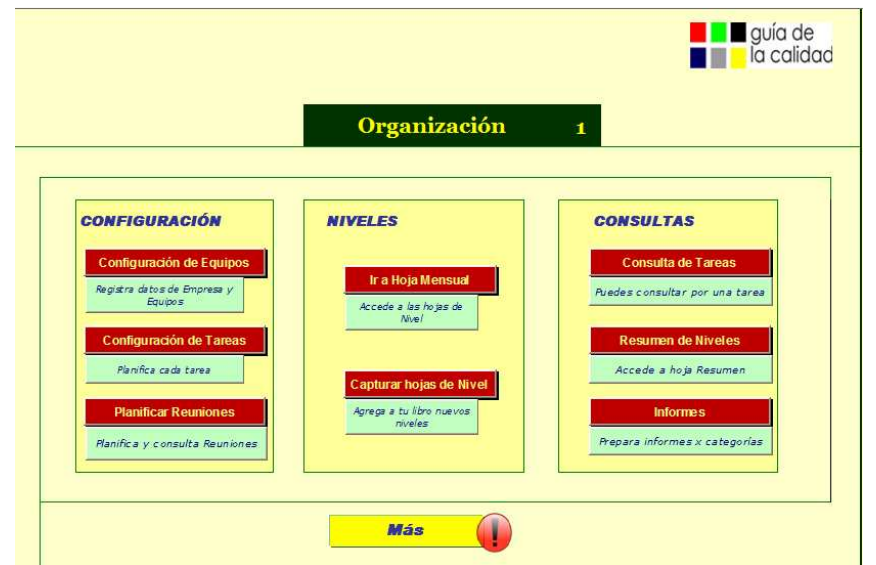 guía de
la calidad
Organización 1
CONFIGURACIÓN
Configuración de Equipos
Registra datos de Empresa y
Equipos
Configuración de Tareas
Planifica cada tarea
Planificar Reuniones
Planifica y consulta Reuniones
NIVELES
Ir a Hoja Mensual
Accede a las hojas de
Nivel
Capturar hojas de Nivel
Agrega a tu libro nuevos
niveles
CONSULTAS
Consulta de Tareas
Puedes consultar por una tarea
Resumen de Niveles
Accede a hoja Resumen
Informes
Prepara informes x categorías
Más
!